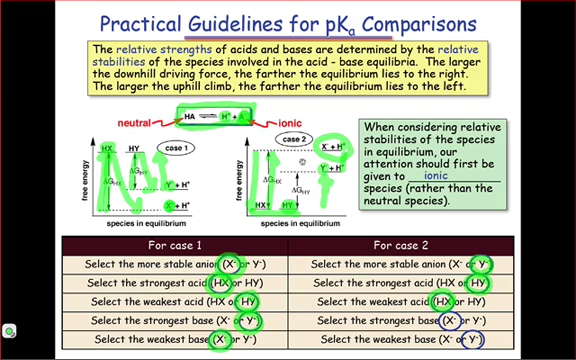 Practical Guidelines for pKa Comparisons
The relative strengths of acids and bases are determined by the relative
stabilities of the species involved in the acid - base equilibria. The larger
the downhill driving force, the farther the equilibrium lies to the right.
The larger the uphill climb, the farther the equilibrium lies to the left.
neutral HA ⇌ H+ + A- ionic
HX HY case 1
ΔGHX ΔGHY
Y- + H+
X- + H+
free energy
species in equilibrium
case 2 X- + H+
Y- + H+
ΔGHX ΔGHY
HX HY
free energy
species in equilibrium
When considering relative
stabilities of the species
in equilibrium, our
attention should first be
given to ionic
species (rather than the
neutral species).
For case 1 For case 2
Select the more stable anion (X- or Y-) Select the more stable anion (X- or Y-)
Select the strongest acid (HX or HY) Select the strongest acid (HX or HY)
Select the weakest acid (HX or HY) Select the weakest acid (HX or HY)
Select the strongest base (X- or Y-) Select the strongest base (X- or Y-)
Select the weakest base (X- or Y-) Select the weakest base (X- or Y-)